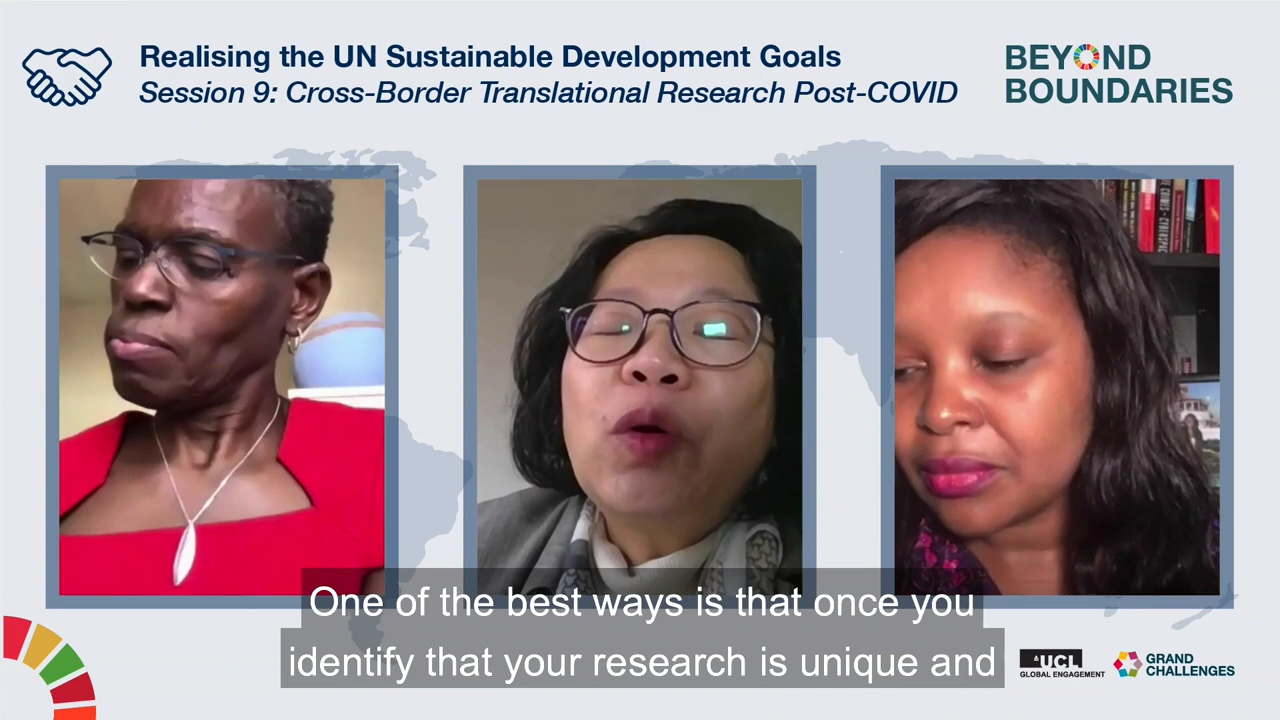 Realising the UN Sustainable Development Goals
Session 9: Cross-Border Translational Research Post-COVID
BEYOND
BOUNDARIES
One of the best ways is that once you
identify that your research is unique and
UCL
GLOBAL ENGAGEMENT
GRAND
CHALLENGES